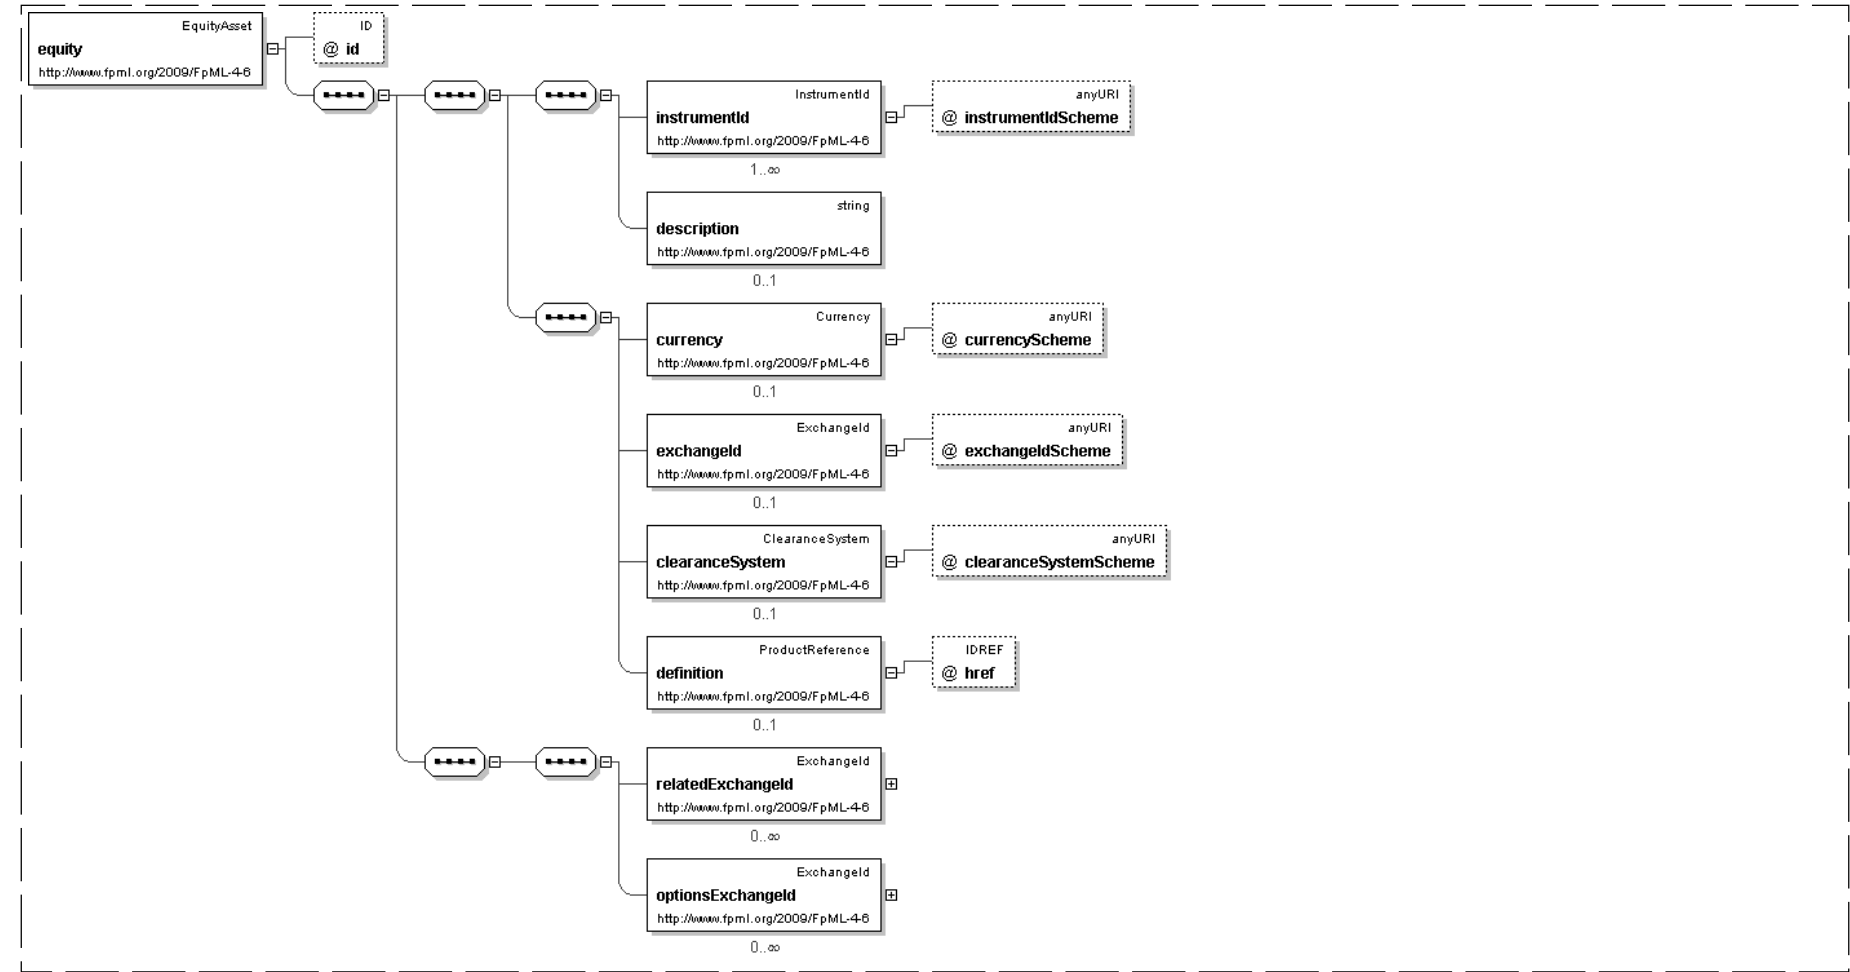 EquityAsset
equity
http://www.fpml.org/2009/FpML-4-6
ID
@ id
InstrumentId
instrumentId
http://www.fpml.org/2009/FpML-4-6
1..∞
anyURI
@ instrumentIdScheme
string
description
http://www.fpml.org/2009/FpML-4-6
0..1
Currency
currency
http://www.fpml.org/2009/FpML-4-6
0..1
anyURI
@ currencyScheme
ExchangeId
exchangeId
http://www.fpml.org/2009/FpML-4-6
0..1
anyURI
@ exchangeIdScheme
ClearanceSystem
clearanceSystem
http://www.fpml.org/2009/FpML-4-6
0..1
anyURI
@ clearanceSystemScheme
ProductReference
definition
http://www.fpml.org/2009/FpML-4-6
0..1
IDREF
@ href
ExchangeId
relatedExchangeId
http://www.fpml.org/2009/FpML-4-6
0..∞
ExchangeId
optionsExchangeId
http://www.fpml.org/2009/FpML-4-6
0..∞